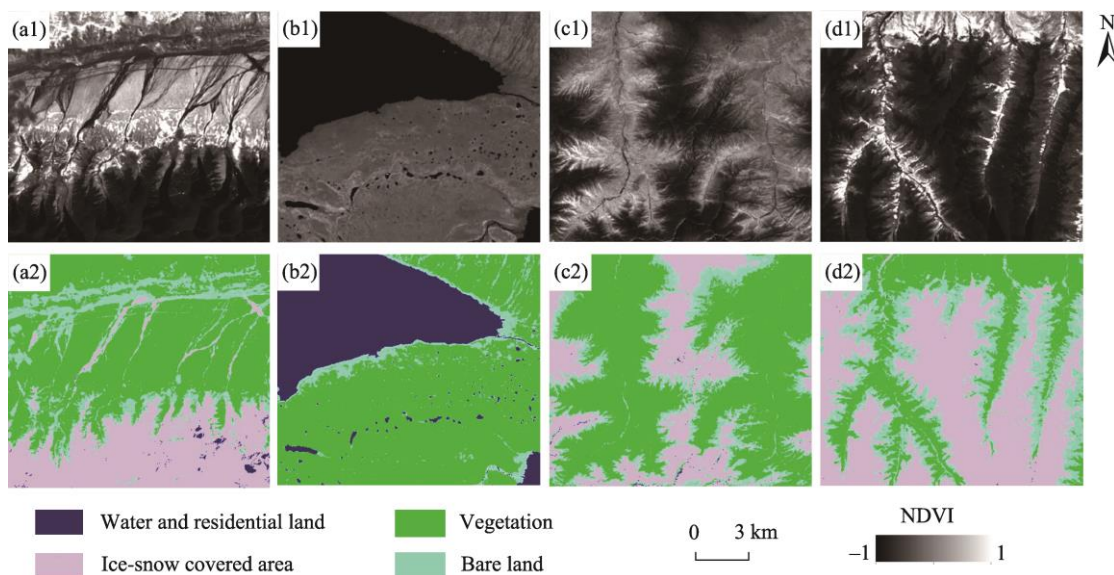 (a1)
(b1)
(c1)
(d1)
N
(a2)
(b2)
(c2)
(d2)
Water and residential land
Vegetation
0 3 km
NDVI
Ice-snow covered area
Bare land
−1 1